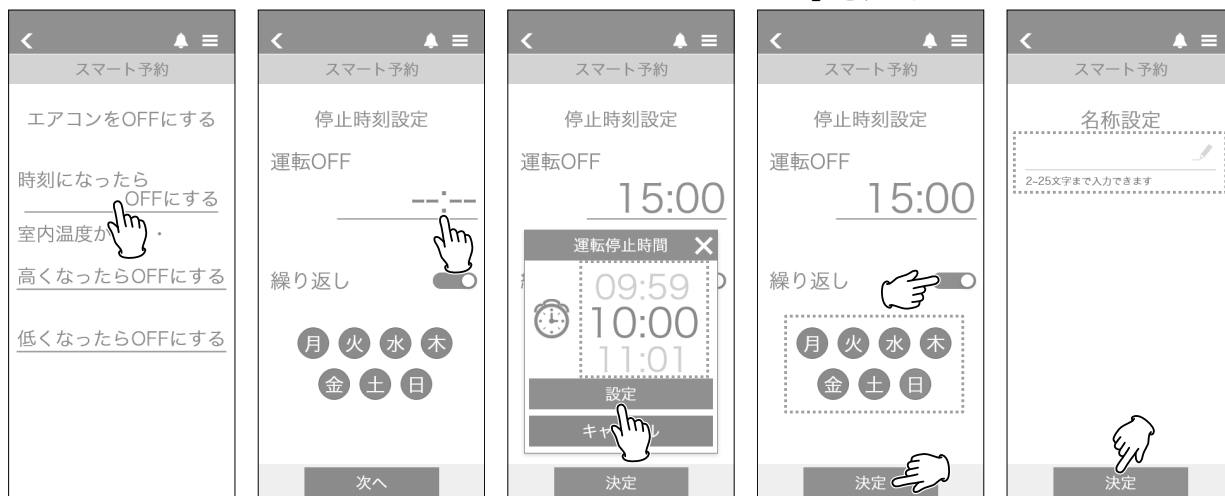 スマート予約
エアコンをOFFにする
時刻になったら
OFFにする
室内温度が
高くなったらOFFにする
低くなったらOFFにする
スマート予約
停止時刻設定
運転OFF
--:--
繰り返し
月 火 水 木
金 土 日
次へ
スマート予約
停止時刻設定
運転OFF
15:00
運転停止時間
09:59
10:00
11:01
設定
決定
スマート予約
停止時刻設定
運転OFF
15:00
繰り返し
月 火 水 木
金 土 日
決定
スマート予約
名称設定
2~25文字まで入力できます
決定